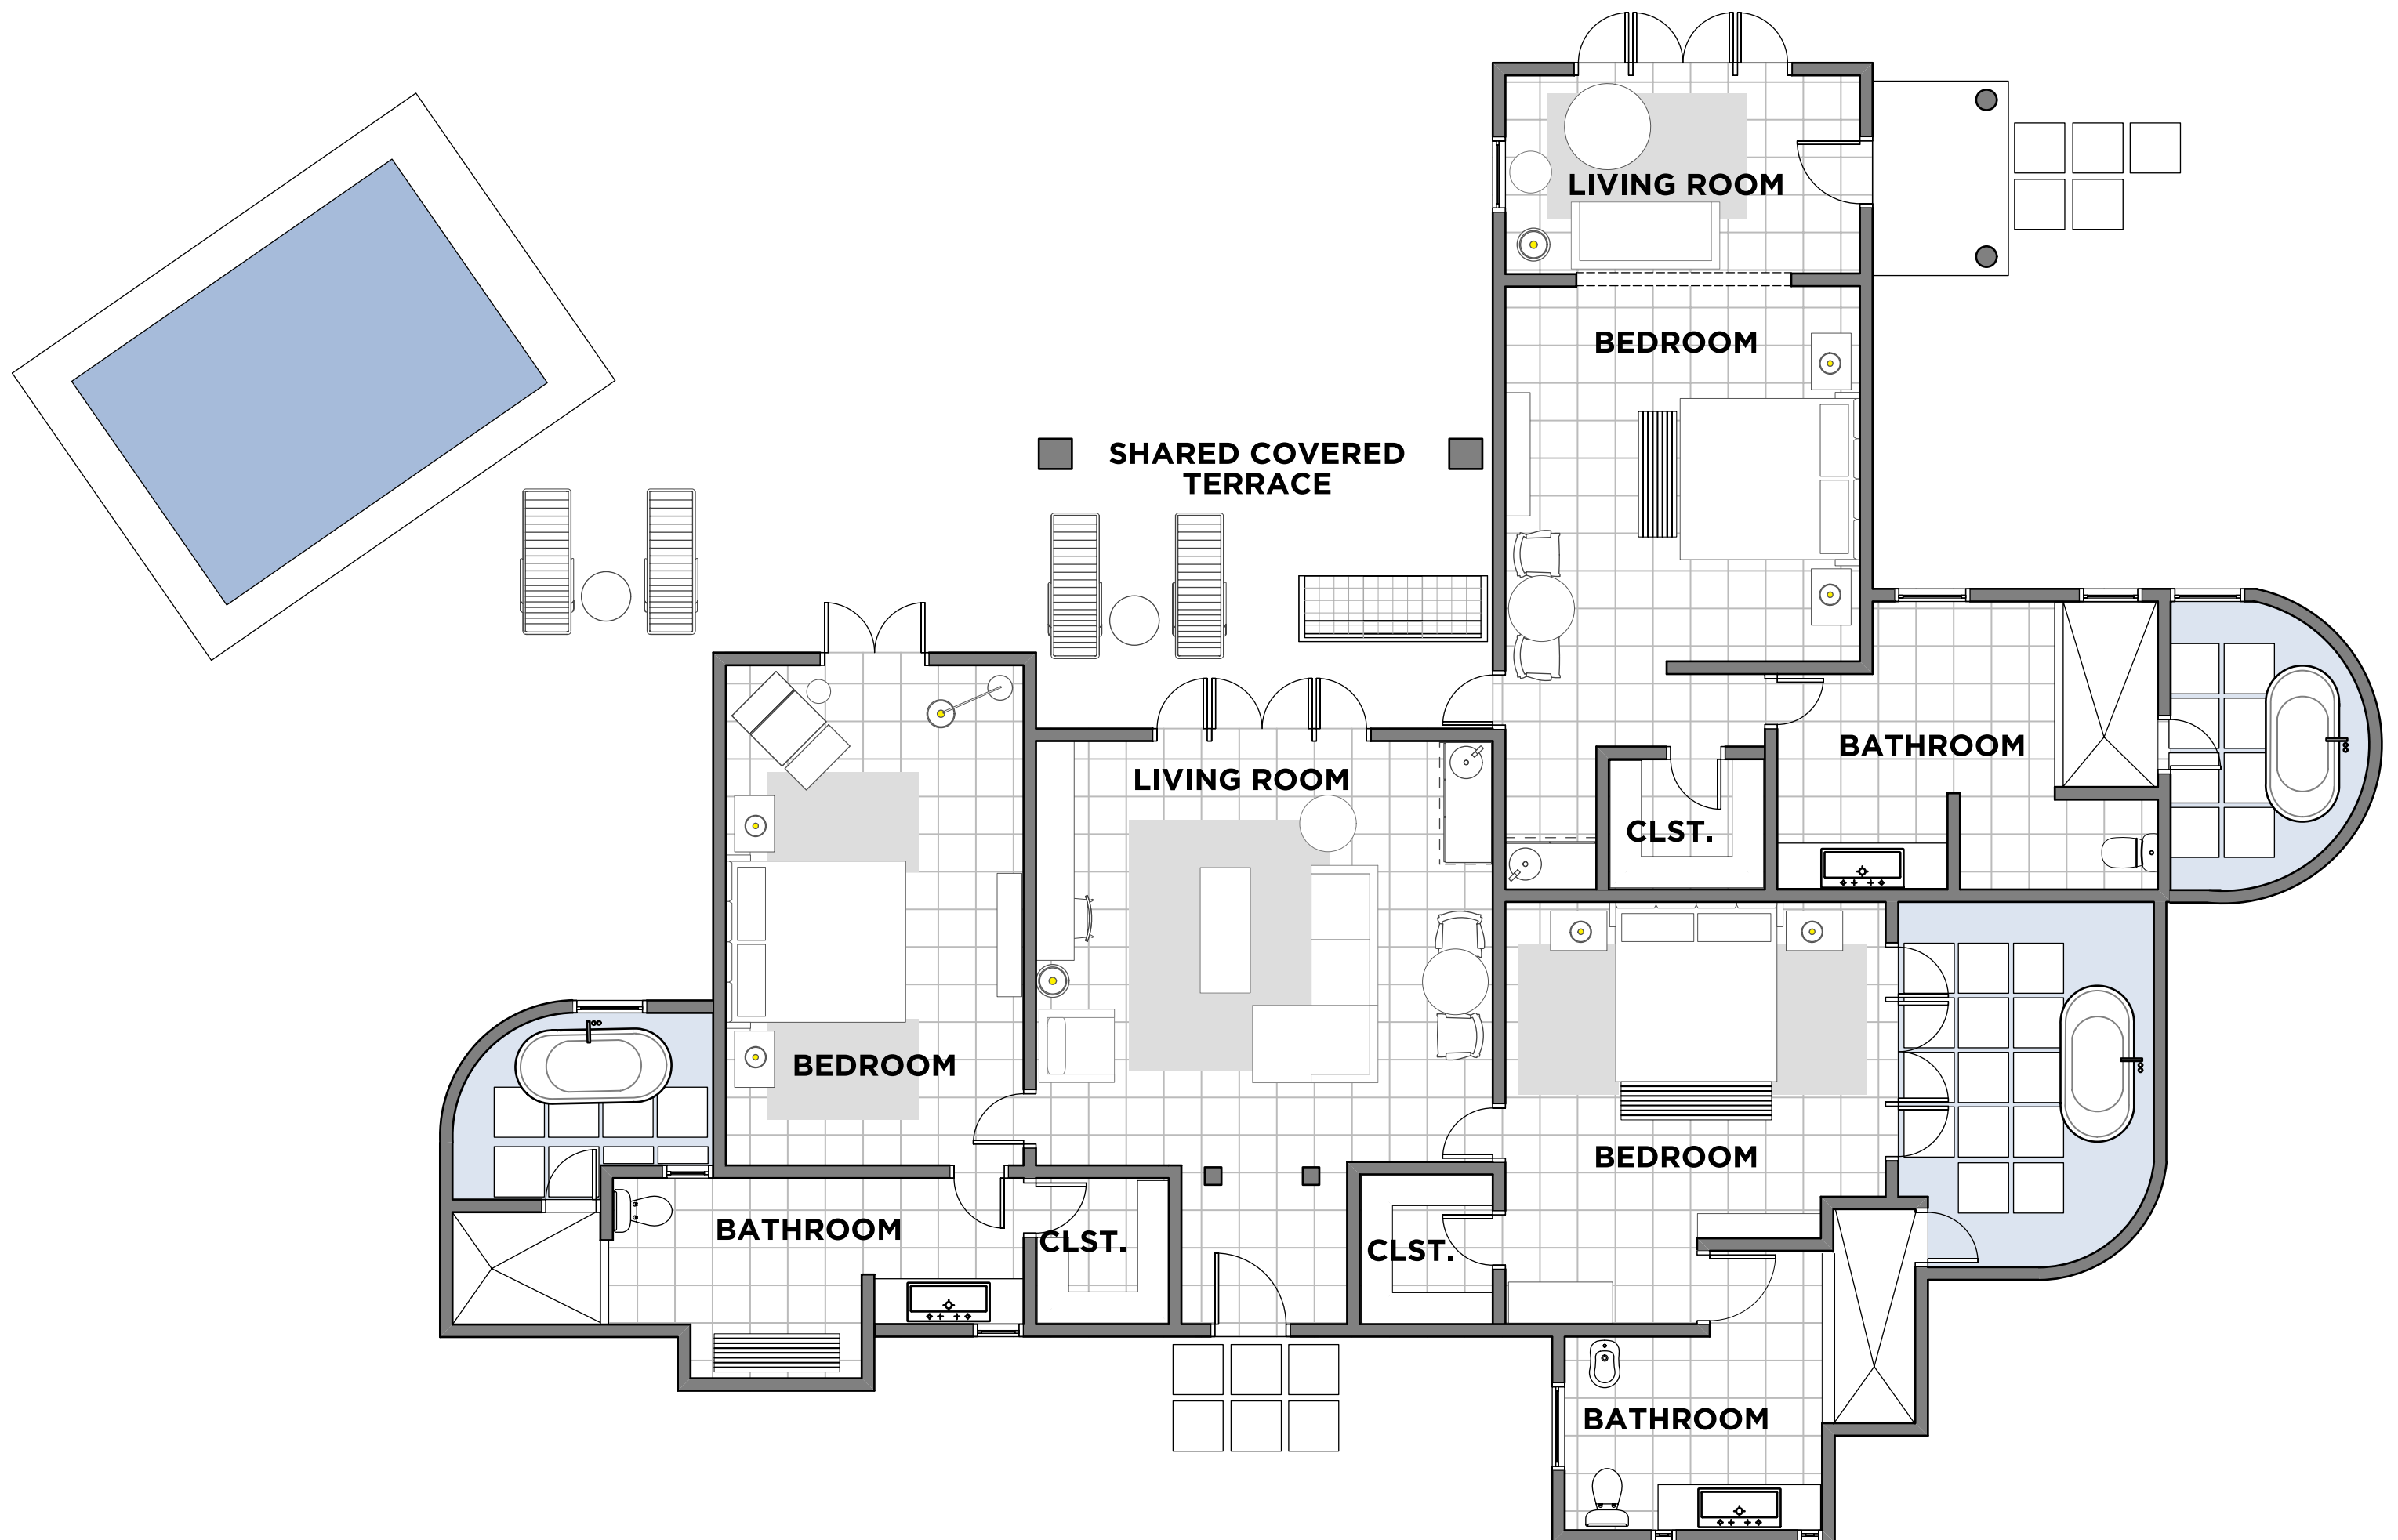 LIVING ROOM
BEDROOM
SHARED COVERED
TERRACE
BATHROOM
LIVING ROOM
CLST.
BEDROOM
BEDROOM
BATHROOM
CLST.
CLST.
BATHROOM